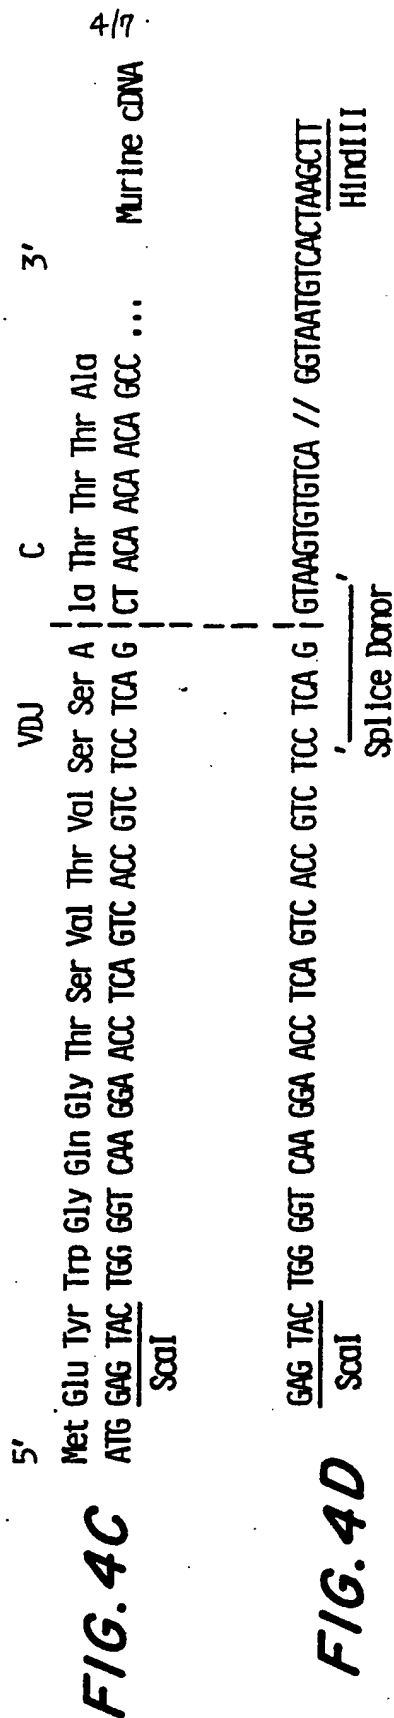 4/7
5' VDJ C 3'
Met Glu Tyr Trp Gly Gln Gly Thr Ser Val Thr Val Ser Ser A la Thr Thr Thr Ala
ATG GAG TAC TGG GGT CAA GGA ACC TCA GTC ACC GTC TCC TCA G CT ACA ACA ACA GCC ... Murine cDNA
ScaI
FIG. 4C
GAG TAC TGG GGT CAA GGA ACC TCA GTC ACC GTC TCC TCA G GTAAGTGTGTCA // GGTAATGTCACTAAGCTT
ScaI ' ' HindIII
Splice Donor
FIG. 4D